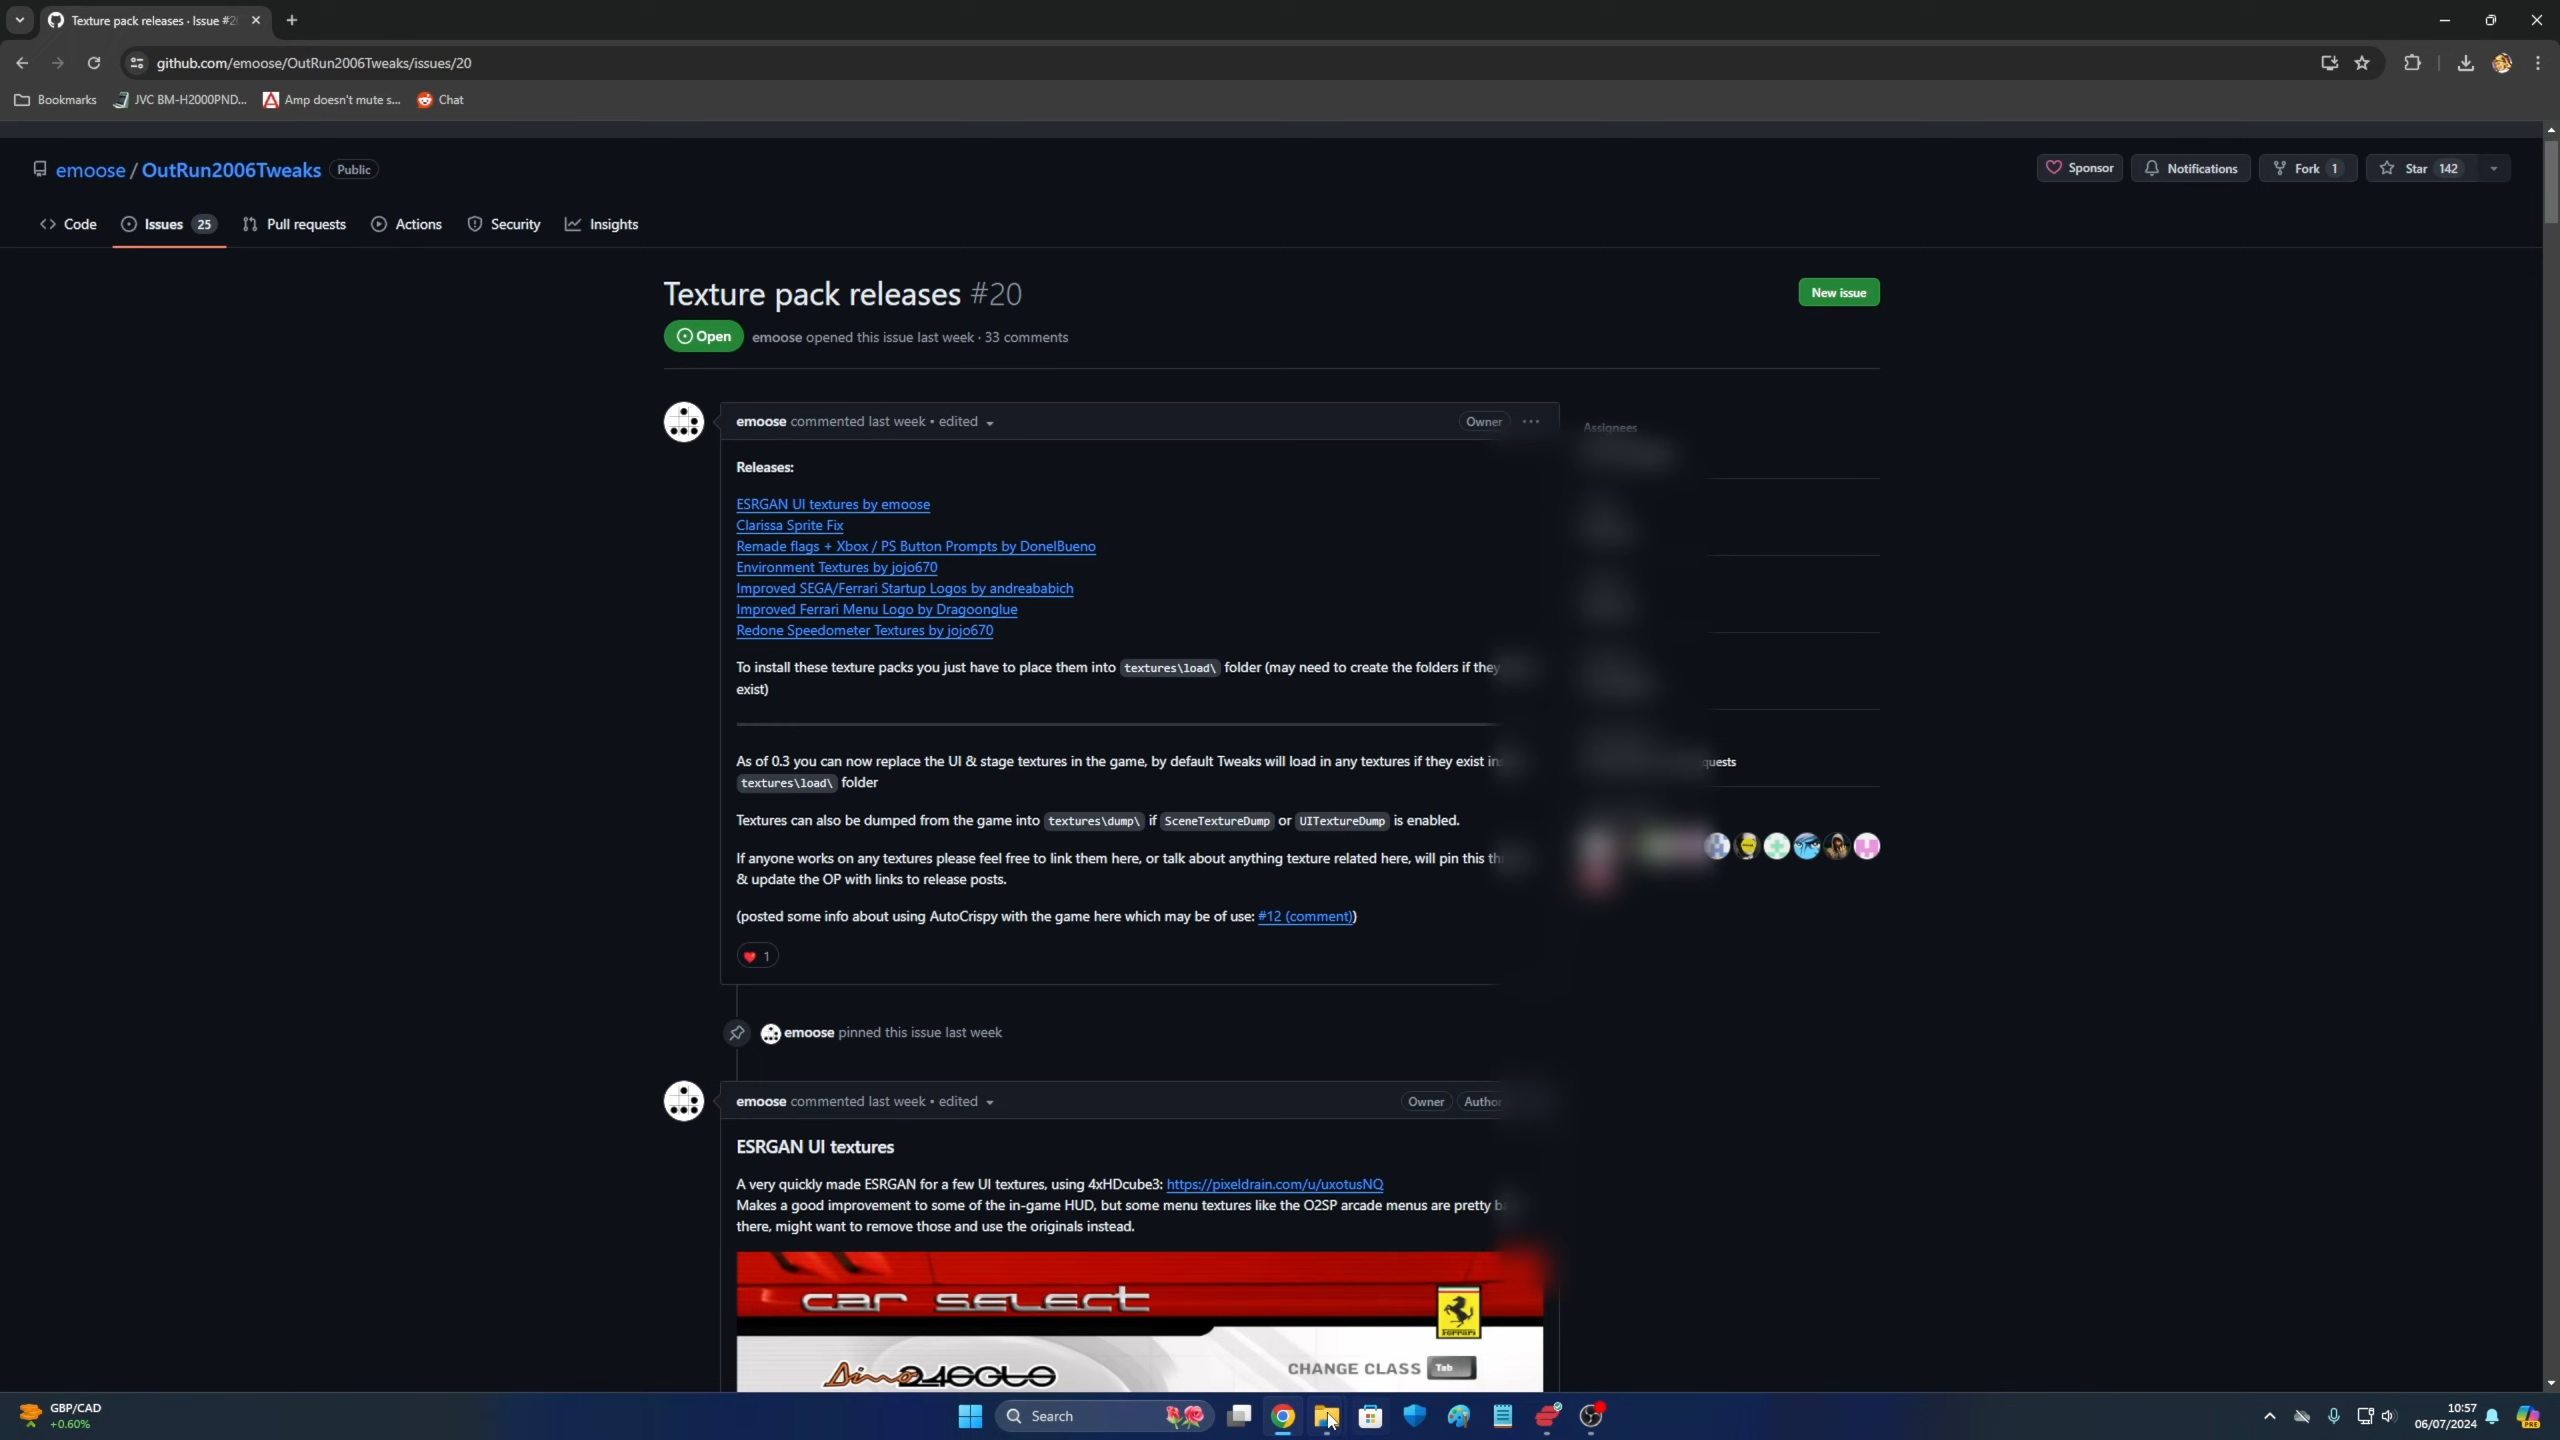 Texture pack releases · Issue #2
github.com/emoose/OutRun2006Tweaks/issues/20
Bookmarks JVC BM-H2000PND... Amp doesn't mute s... Chat
emoose / OutRun2006Tweaks Public
Sponsor Notifications Fork 1 Star 142
Code Issues 25 Pull requests Actions Security Insights
Texture pack releases #20
New issue
Open emoose opened this issue last week · 33 comments
emoose commented last week • edited Owner
Assignees
Releases:
ESRGAN UI textures by emoose
Clarissa Sprite Fix
Remade flags + Xbox / PS Button Prompts by DonelBueno
Environment Textures by jojo670
Improved SEGA/Ferrari Startup Logos by andreababich
Improved Ferrari Menu Logo by Dragoonglue
Redone Speedometer Textures by jojo670
To install these texture packs you just have to place them into textures\load\ folder (may need to create the folders if they
exist)
As of 0.3 you can now replace the UI & stage textures in the game, by default Tweaks will load in any textures if they exist
textures\load\ folder
quests
Textures can also be dumped from the game into textures\dump\ if SceneTextureDump or UITextureDump is enabled.
If anyone works on any textures please feel free to link them here, or talk about anything texture related here, will pin this
& update the OP with links to release posts.
(posted some info about using AutoCrispy with the game here which may be of use: #12 (comment))
1
emoose pinned this issue last week
emoose commented last week • edited Owner Author
ESRGAN UI textures
A very quickly made ESRGAN for a few UI textures, using 4xHDcube3: https://pixeldrain.com/u/uxotusNQ
Makes a good improvement to some of the in-game HUD, but some menu textures like the O2SP arcade menus are pretty
there, might want to remove those and use the originals instead.
car select
Ferrari
Dino 246GTS
CHANGE CLASS Tab
GBP/CAD
+0.60%
Search
10:57
06/07/2024
PRE